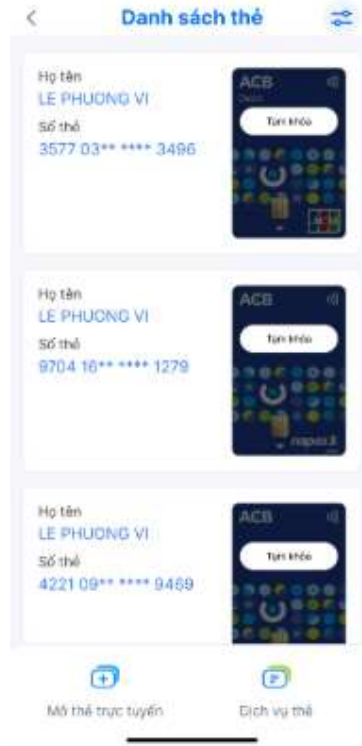 Danh sách thẻ
Họ tên
LE PHUONG VI
Số thẻ
3577 03** **** 3496
ACB
Debit
Tạm khóa
JCB
Họ tên
LE PHUONG VI
Số thẻ
9704 16** **** 1279
ACB
Tạm khóa
napas
Họ tên
LE PHUONG VI
Số thẻ
4221 09** **** 9469
ACB
Tạm khóa
Mở thẻ trực tuyến
Dịch vụ thẻ